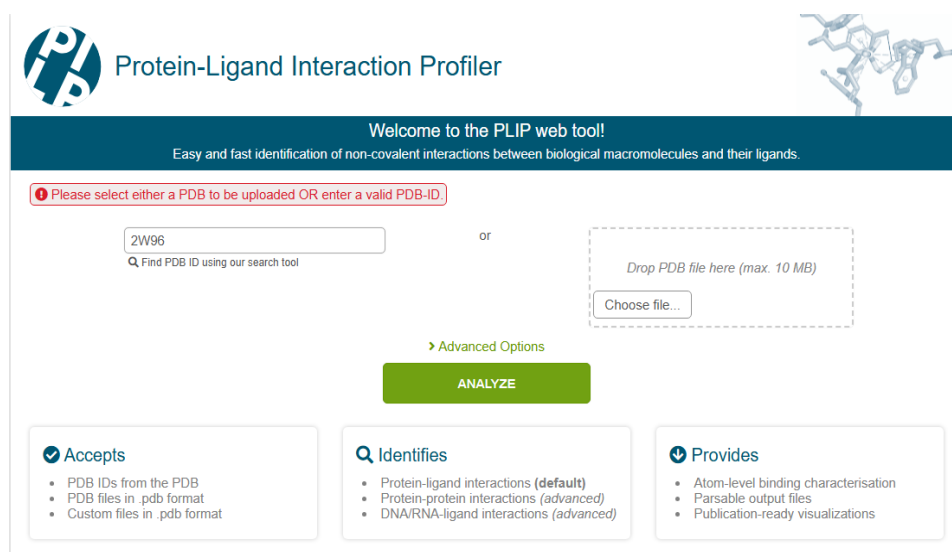 PLIP
Protein-Ligand Interaction Profiler
Welcome to the PLIP web tool!
Easy and fast identification of non-covalent interactions between biological macromolecules and their ligands.
Please select either a PDB to be uploaded OR enter a valid PDB-ID.
2W96
or
Find PDB ID using our search tool
Drop PDB file here (max. 10 MB)
Choose file...
Advanced Options
ANALYZE
Accepts
PDB IDs from the PDB
PDB files in .pdb format
Custom files in .pdb format
Identifies
Protein-ligand interactions (default)
Protein-protein interactions (advanced)
DNA/RNA-ligand interactions (advanced)
Provides
Atom-level binding characterisation
Parsable output files
Publication-ready visualizations